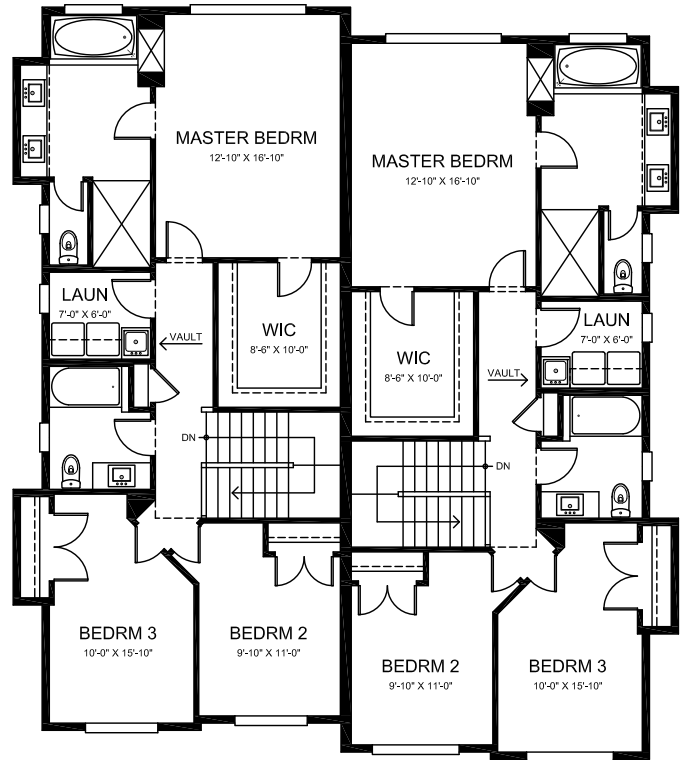 MASTER BEDRM
12'-10" X 16'-10"
MASTER BEDRM
12'-10" X 16'-10"
LAUN
7'-0" X 6'-0"
VAULT
WIC
8'-6" X 10'-0"
WIC
8'-6" X 10'-0"
LAUN
7'-0" X 6'-0"
VAULT
DN
DN
BEDRM 3
10'-0" X 15'-10"
BEDRM 2
9'-10" X 11'-0"
BEDRM 2
9'-10" X 11'-0"
BEDRM 3
10'-0" X 15'-10"